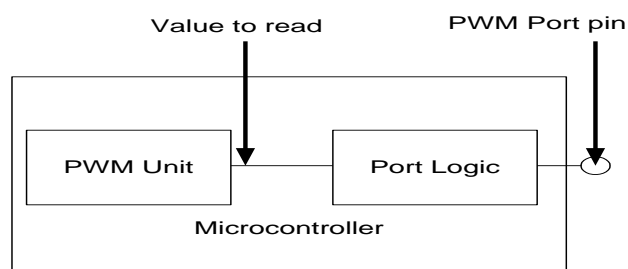 Value to read
PWM Port pin
PWM Unit
Port Logic
Microcontroller